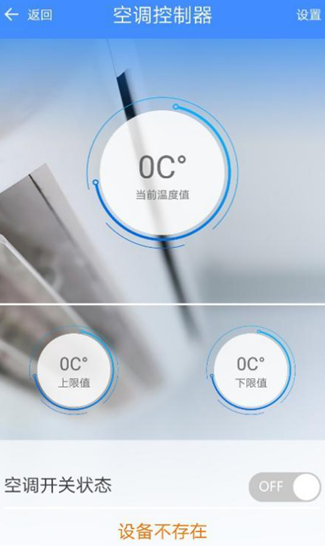 返回 空调控制器 设置
0C°
当前温度值
0C° 0C°
上限值 下限值
空调开关状态 OFF
设备不存在